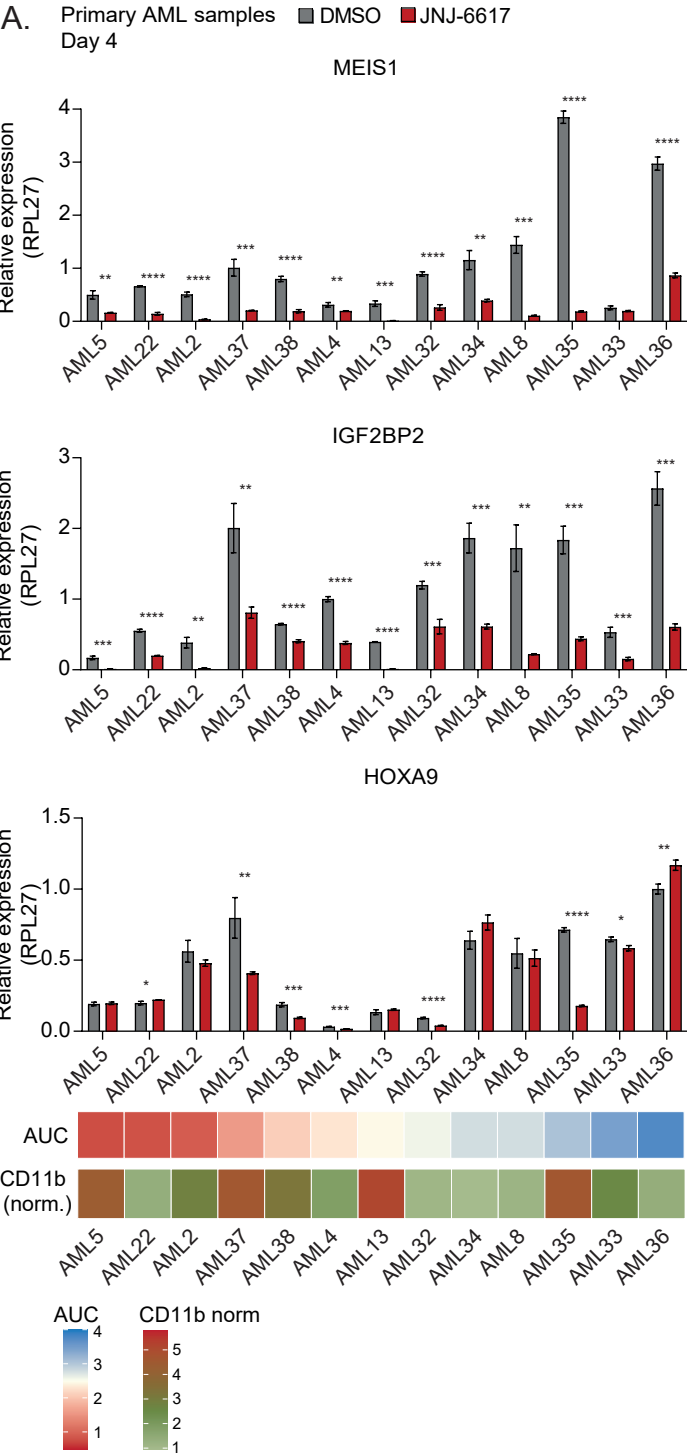 A.
Primary AML samples DMSO JNJ-6617
Day 4
MEIS1
Relative expression
(RPL27)
4
3
2
1
0
** **** **** *** **** ** *** **** ** *** **** ****
AML5 AML22 AML2 AML37 AML38 AML4 AML13 AML32 AML34 AML8 AML35 AML33 AML36
IGF2BP2
Relative expression
(RPL27)
3
2
1
0
*** **** ** ** **** **** **** *** *** ** *** *** ***
AML5 AML22 AML2 AML37 AML38 AML4 AML13 AML32 AML34 AML8 AML35 AML33 AML36
HOXA9
Relative expression
(RPL27)
1.5
1.0
0.5
0.0
* ** *** *** **** **** * **
AML5 AML22 AML2 AML37 AML38 AML4 AML13 AML32 AML34 AML8 AML35 AML33 AML36
AUC
CD11b
(norm.)
AML5 AML22 AML2 AML37 AML38 AML4 AML13 AML32 AML34 AML8 AML35 AML33 AML36
AUC CD11b norm
4
3
2
1
5
4
3
2
1